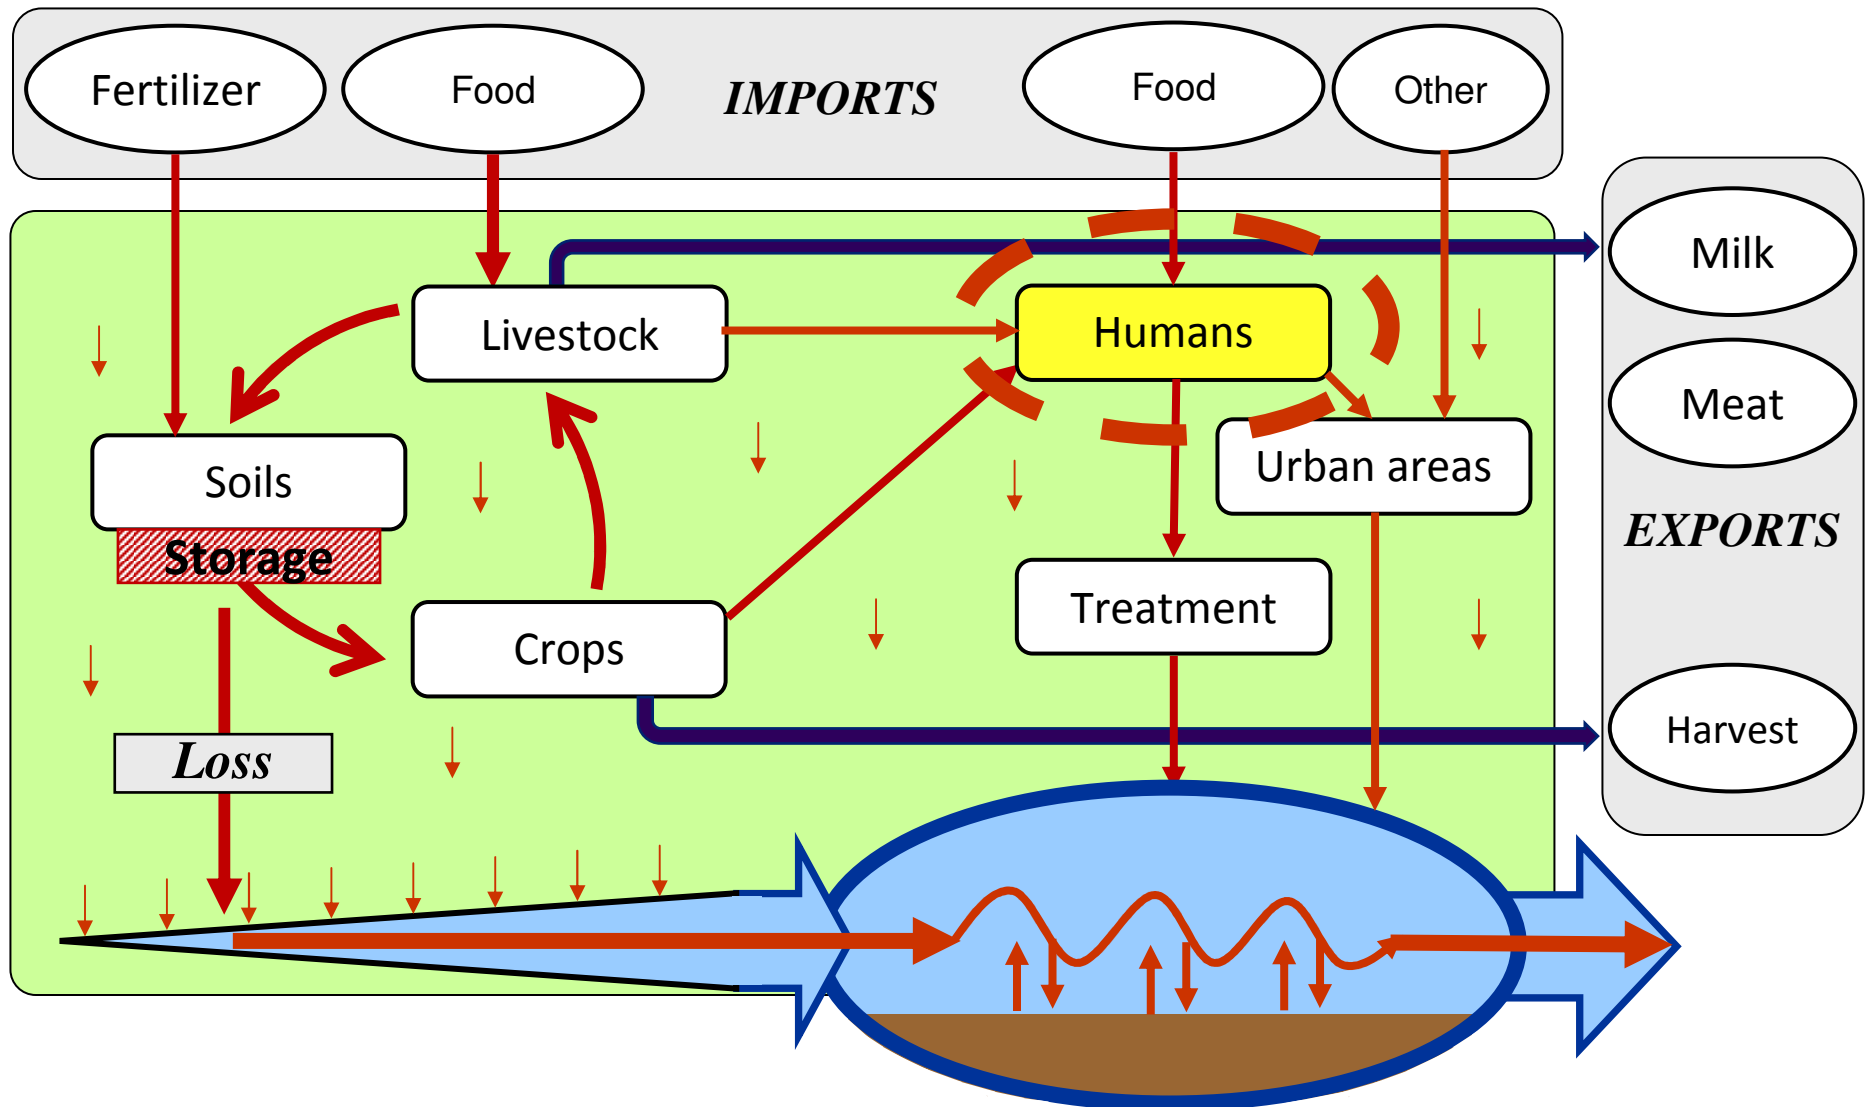 Fertilizer
Food
IMPORTS
Food
Other
Milk
Livestock
Humans
Meat
Soils
Urban areas
Storage
EXPORTS
Treatment
Crops
Harvest
Loss